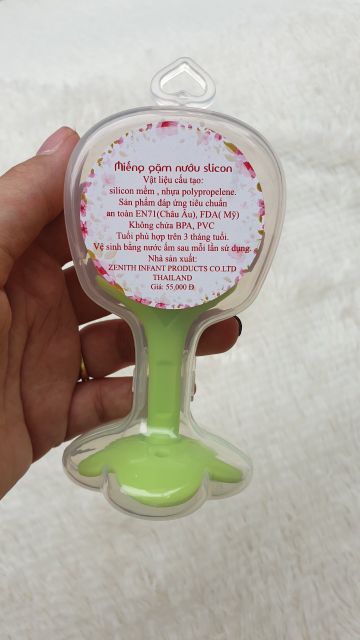 Miếng gặm nướu slicon
Vật liệu cấu tạo:
silicon mềm , nhựa polypropelene.
Sản phẩm đáp ứng tiêu chuẩn
an toàn EN71(Châu Âu), FDA( Mỹ)
Không chứa BPA, PVC
Tuổi phù hợp trên 3 tháng tuổi.
Vệ sinh bằng nước ấm sau mỗi lần sử dụng.
Nhà sản xuất:
ZENITH INFANT PRODUCTS CO.LTD
THAILAND
Giá: 55,000 Đ